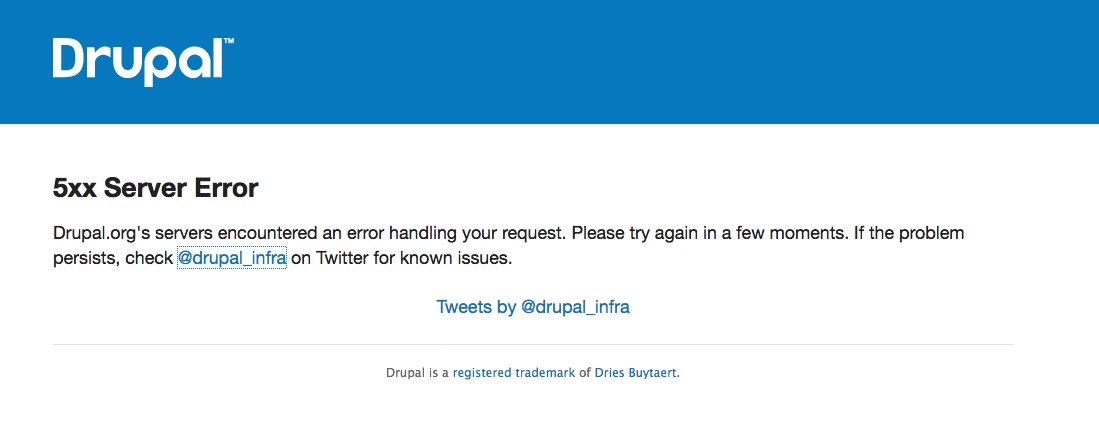 Drupal™
5xx Server Error
Drupal.org's servers encountered an error handling your request. Please try again in a few moments. If the problem
persists, check @drupal_infra on Twitter for known issues.
Tweets by @drupal_infra
Drupal is a registered trademark of Dries Buytaert.